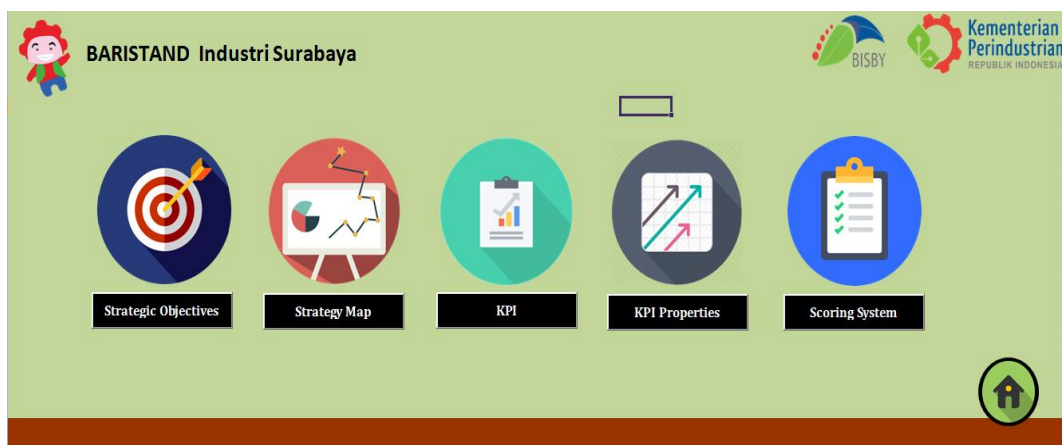 BARISTAND Industri Surabaya
BISBY
Kementerian
Perindustrian
REPUBLIK INDONESIA
Strategic Objectives
Strategy Map
KPI
KPI Properties
Scoring System